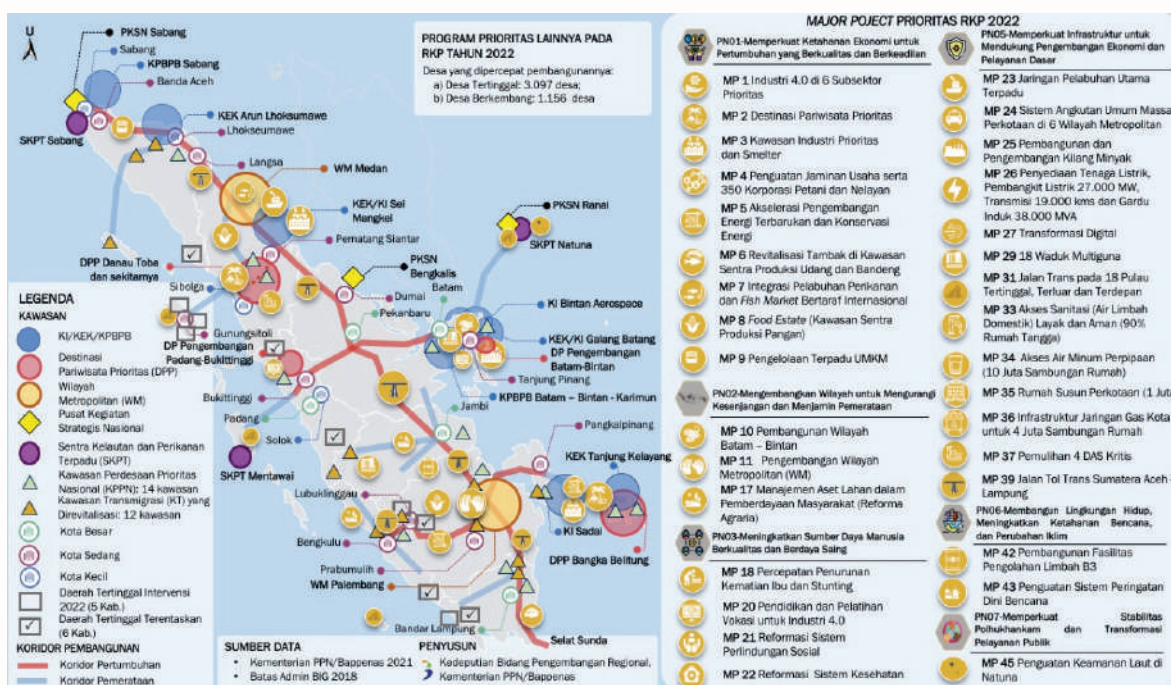 U
PKSN Sabang
Sabang
KPBPB Sabang
Banda Aceh
SKPT Sabang
KEK Arun Lhoksumawe
Lhokseumawe
Langsa
WM Medan
KEK/KI Sei
Mangkei
Pematang Siantar
DPP Danau Toba
dan sekitarnya
Sibolga
Gunungsitoli
DP Pengembangan
Padang-Bukittinggi
PKSN
Bengkalis
Batam
Dumai
Pekanbaru
PKSN Ranai
SKPT Natuna
KI Bintan Aerospace
KEK/KI Galang Batang
DP Pengembangan
Batam-Bintan
Tanjung Pinang
KPBPB Batam – Bintan - Karimun
Bukittinggi
Padang
Solok
SKPT Mentawai
Jambi
Pangkalpinang
KEK Tanjung Kelayang
Lubuklinggau
KI Sadai
Bengkulu
DPP Bangka Belitung
Prabumulih
WM Palembang
Bandar Lampung
Selat Sunda
PROGRAM PRIORITAS LAINNYA PADA
RKP TAHUN 2022
Desa yang dipercepat pembangunannya:
a) Desa Tertinggal: 3.097 desa;
b) Desa Berkembang: 1.156 desa
LEGENDA
KAWASAN
KI/KEK/KPBPB
Destinasi
Pariwisata Prioritas (DPP)
Wilayah
Metropolitan (WM)
Pusat Kegiatan
Strategis Nasional
Sentra Kelautan dan Perikanan
Terpadu (SKPT)
Kawasan Perdesaan Prioritas
Nasional (KPPN): 14 kawasan
Kawasan Transmigrasi (KT) yang
Direvitalisasi: 12 kawasan
Kota Besar
Kota Sedang
Kota Kecil
Daerah Tertinggal Intervensi
2022 (5 Kab.)
Daerah Tertinggal Terentaskan
(6 Kab.)
KORIDOR PEMBANGUNAN
Koridor Pertumbuhan
Koridor Pemerataan
SUMBER DATA
• Kementerian PPN/Bappenas 2021
• Batas Admin BIG 2018
PENYUSUN
Kedeputian Bidang Pengembangan Regional,
Kementerian PPN/Bappenas
MAJOR POJECT PRIORITAS RKP 2022
PN01-Memperkuat Ketahanan Ekonomi untuk
Pertumbuhan yang Berkualitas dan Berkeadilan
MP 1 Industri 4.0 di 6 Subsektor
Prioritas
MP 2 Destinasi Pariwisata Prioritas
MP 3 Kawasan Industri Prioritas
dan Smelter
MP 4 Penguatan Jaminan Usaha serta
350 Korporasi Petani dan Nelayan
MP 5 Akselerasi Pengembangan
Energi Terbarukan dan Konservasi
Energi
MP 6 Revitalisasi Tambak di Kawasan
Sentra Produksi Udang dan Bandeng
MP 7 Integrasi Pelabuhan Perikanan
dan Fish Market Bertaraf Internasional
MP 8 Food Estate (Kawasan Sentra
Produksi Pangan)
MP 9 Pengelolaan Terpadu UMKM
PN02-Mengembangkan Wilayah untuk Mengurangi
Kesenjangan dan Menjamin Pemerataan
MP 10 Pembangunan Wilayah
Batam – Bintan
MP 11 Pengembangan Wilayah
Metropolitan (WM)
MP 17 Manajemen Aset Lahan dalam
Pemberdayaan Masyarakat (Reforma
Agraria)
PN03-Meningkatkan Sumber Daya Manusia
Berkualitas dan Berdaya Saing
MP 18 Percepatan Penurunan
Kematian Ibu dan Stunting
MP 20 Pendidikan dan Pelatihan
Vokasi untuk Industri 4.0
MP 21 Reformasi Sistem
Perlindungan Sosial
MP 22 Reformasi Sistem Kesehatan
PN05-Memperkuat Infrastruktur untuk
Mendukung Pengembangan Ekonomi dan
Pelayanan Dasar
MP 23 Jaringan Pelabuhan Utama
Terpadu
MP 24 Sistem Angkutan Umum Massa
Perkotaan di 6 Wilayah Metropolitan
MP 25 Pembangunan dan
Pengembangan Kilang Minyak
MP 26 Penyediaan Tenaga Listrik,
Pembangkit Listrik 27.000 MW,
Transmisi 19.000 kms dan Gardu
Induk 38.000 MVA
MP 27 Transformasi Digital
MP 29 18 Waduk Multiguna
MP 31 Jalan Trans pada 18 Pulau
Tertinggal, Terluar dan Terdepan
MP 33 Akses Sanitasi (Air Limbah
Domestik) Layak dan Aman (90%
Rumah Tangga)
MP 34 Akses Air Minum Perpipaan
(10 Juta Sambungan Rumah)
MP 35 Rumah Susun Perkotaan (1 Juta
MP 36 Infrastruktur Jaringan Gas Kota
untuk 4 Juta Sambungan Rumah
MP 37 Pemulihan 4 DAS Kritis
MP 39 Jalan Tol Trans Sumatera Aceh -
Lampung
PN06-Membangun Lingkungan Hidup,
Meningkatkan Ketahanan Bencana,
dan Perubahan Iklim
MP 42 Pembangunan Fasilitas
Pengolahan Limbah B3
MP 43 Penguatan Sistem Peringatan
Dini Bencana
PN07-Memperkuat Stabilitas
Polhukhankam dan Transformasi
Pelayanan Publik
MP 45 Penguatan Keamanan Laut di
Natuna